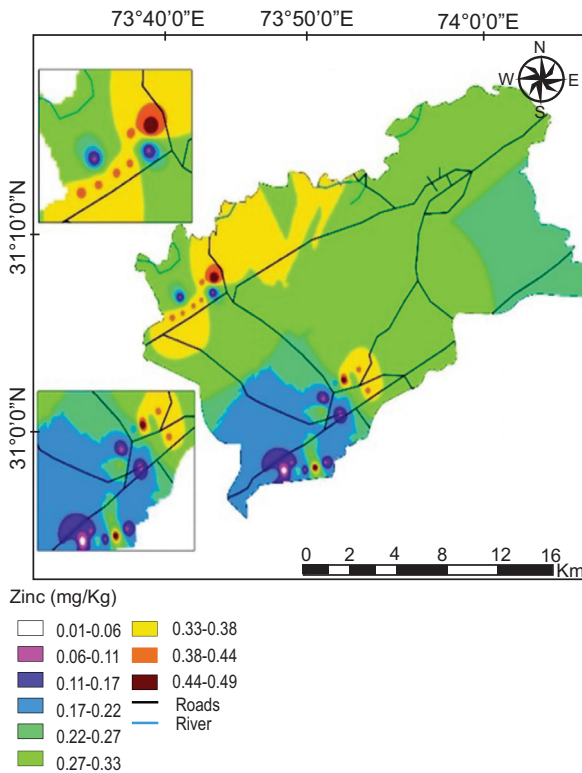 73°40'0"E 73°50'0"E 74°0'0"E
N
W E
S
31°10'0"N
31°0'0"N
0 2 4 8 12 16
Km
Zinc (mg/Kg)
0.01-0.06 0.33-0.38
0.06-0.11 0.38-0.44
0.11-0.17 0.44-0.49
0.17-0.22 Roads
0.22-0.27 River
0.27-0.33